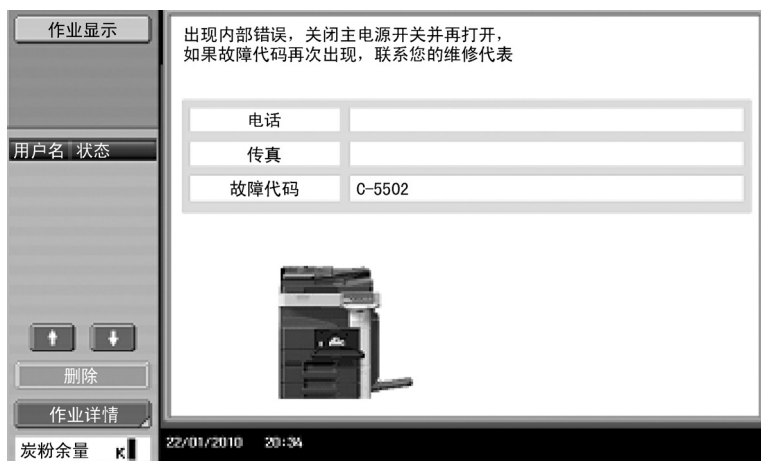 作业显示
出现内部错误，关闭主电源开关并再打开，
如果故障代码再次出现，联系您的维修代表
电话
传真
故障代码 C-5502
用户名 状态
删除
作业详情
炭粉余量 K
22/01/2010 20:34